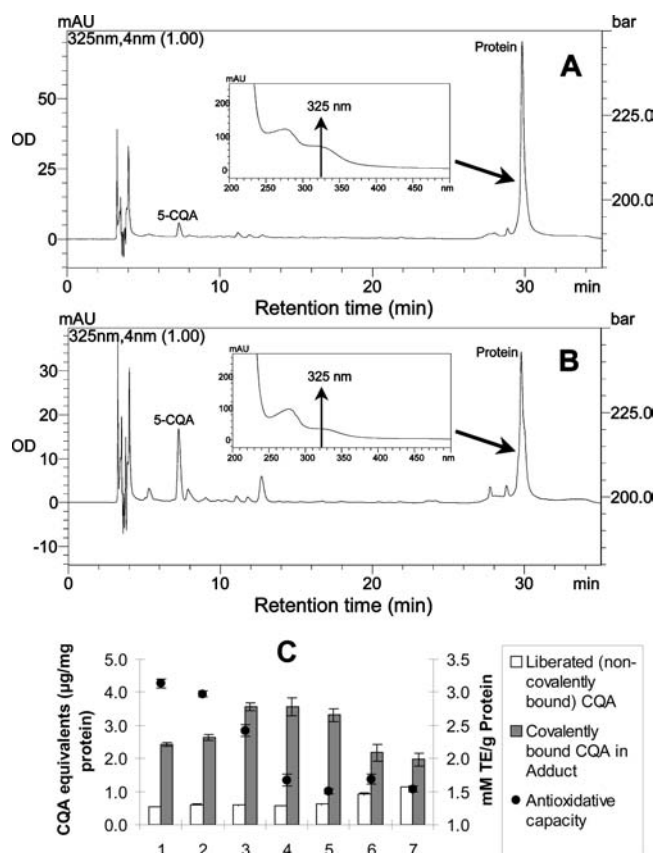 mAU
bar
325nm,4nm (1.00)
Protein
A
mAU
200
100
0
325 nm
200 250 300 350 400 450 nm
50
25
0
OD
225.0
200.0
5-CQA
0 10 20 30 min
Retention time (min)
mAU
bar
325nm,4nm (1.00)
Protein
B
mAU
200
100
0
325 nm
200 250 300 350 400 450 nm
30
20
10
0
-10
OD
225.0
200.0
5-CQA
0 10 20 30 min
Retention time (min)
C
CQA equivalents (µg/mg
protein)
5.0
4.0
3.0
2.0
1.0
0.0
3.5
3.0
2.5
2.0
1.5
1.0
mM TE/g Protein
1 2 3 4 5 6 7
Liberated (non-
covalently
bound) CQA
Covalently
bound CQA in
Adduct
Antioxidative
capacity